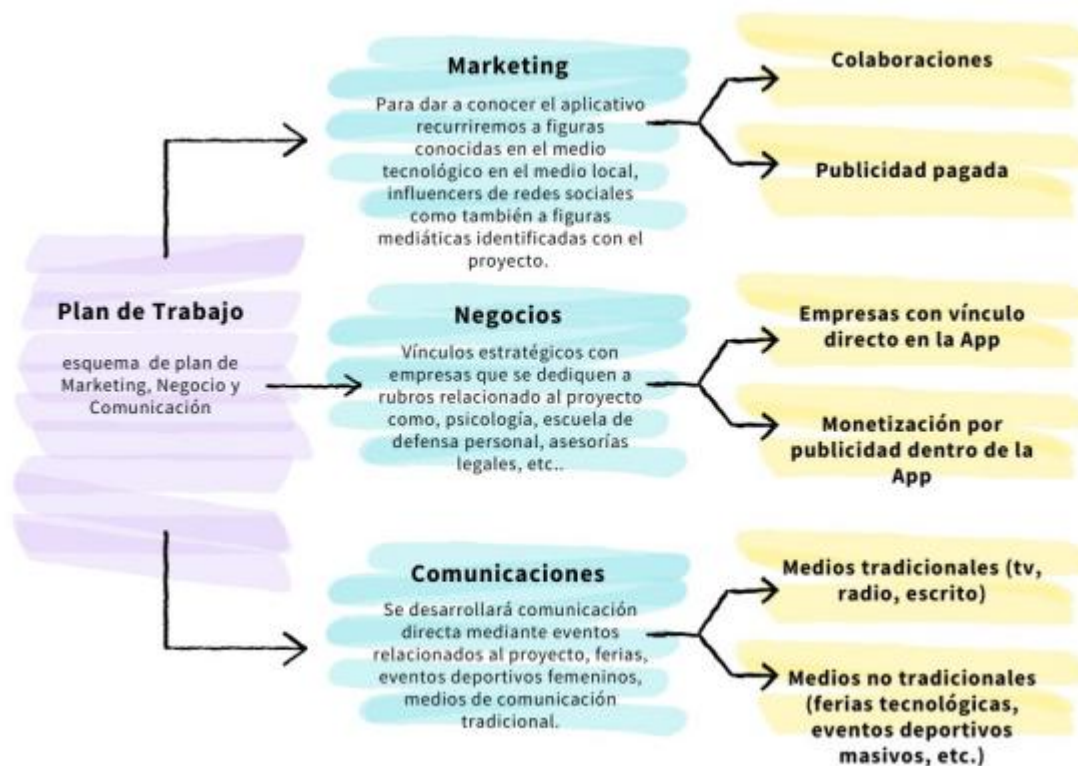 Plan de Trabajo
esquema de plan de
Marketing, Negocio y
Comunicación
Marketing
Para dar a conocer el aplicativo
recurriremos a figuras
conocidas en el medio
tecnológico en el medio local,
influencers de redes sociales
como también a figuras
mediáticas identificadas con el
proyecto.
Colaboraciones
Publicidad pagada
Negocios
Vínculos estratégicos con
empresas que se dediquen a
rubros relacionado al proyecto
como, psicología, escuela de
defensa personal, asesorías
legales, etc..
Empresas con vínculo
directo en la App
Monetización por
publicidad dentro de la
App
Comunicaciones
Se desarrollará comunicación
directa mediante eventos
relacionados al proyecto, ferias,
eventos deportivos femeninos,
medios de comunicación
tradicional.
Medios tradicionales (tv,
radio, escrito)
Medios no tradicionales
(ferias tecnológicas,
eventos deportivos
masivos, etc.)